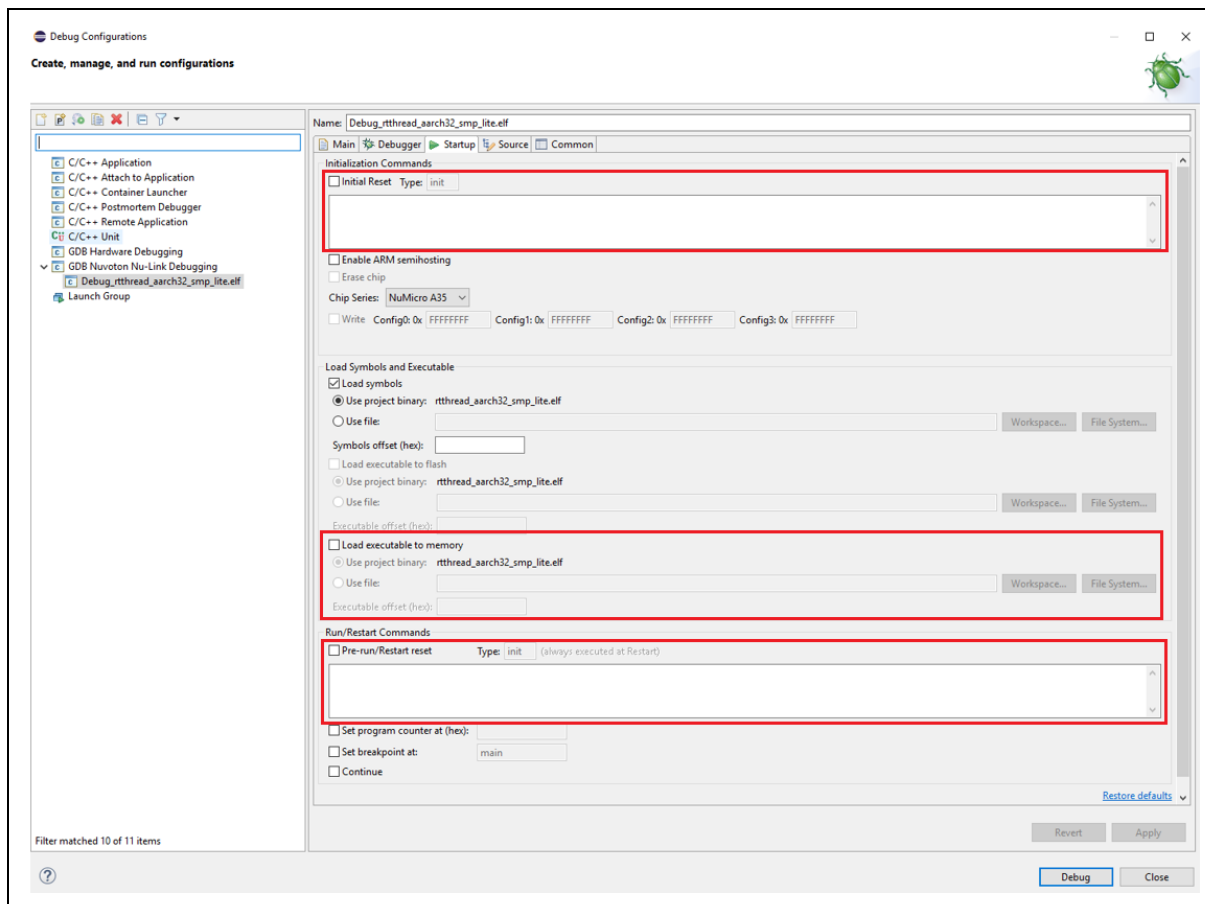 Debug Configurations
Create, manage, and run configurations
Name: Debug_rtthread_aarch32_smp_lite.elf
Main Debugger Startup Source Common
C/C++ Application
C/C++ Attach to Application
C/C++ Container Launcher
C/C++ Postmortem Debugger
C/C++ Remote Application
C/C++ Unit
GDB Hardware Debugging
GDB Nuvoton Nu-Link Debugging
Debug_rtthread_aarch32_smp_lite.elf
Launch Group
Filter matched 10 of 11 items
Initialization Commands
Initial Reset Type: init
Enable ARM semihosting
Erase chip
Chip Series: NuMicro A35
Write Config0: 0x FFFFFFFF Config1: 0x FFFFFFFF Config2: 0x FFFFFFFF Config3: 0x FFFFFFFF
Load Symbols and Executable
Load symbols
Use project binary: rtthread_aarch32_smp_lite.elf
Use file: Workspace... File System...
Symbols offset (hex):
Load executable to flash
Use project binary: rtthread_aarch32_smp_lite.elf
Use file: Workspace... File System...
Executable offset (hex):
Load executable to memory
Use project binary: rtthread_aarch32_smp_lite.elf
Use file: Workspace... File System...
Executable offset (hex):
Run/Restart Commands
Pre-run/Restart reset Type: init (always executed at Restart)
Set program counter at (hex):
Set breakpoint at: main
Continue
Restore defaults
Revert Apply
Debug Close